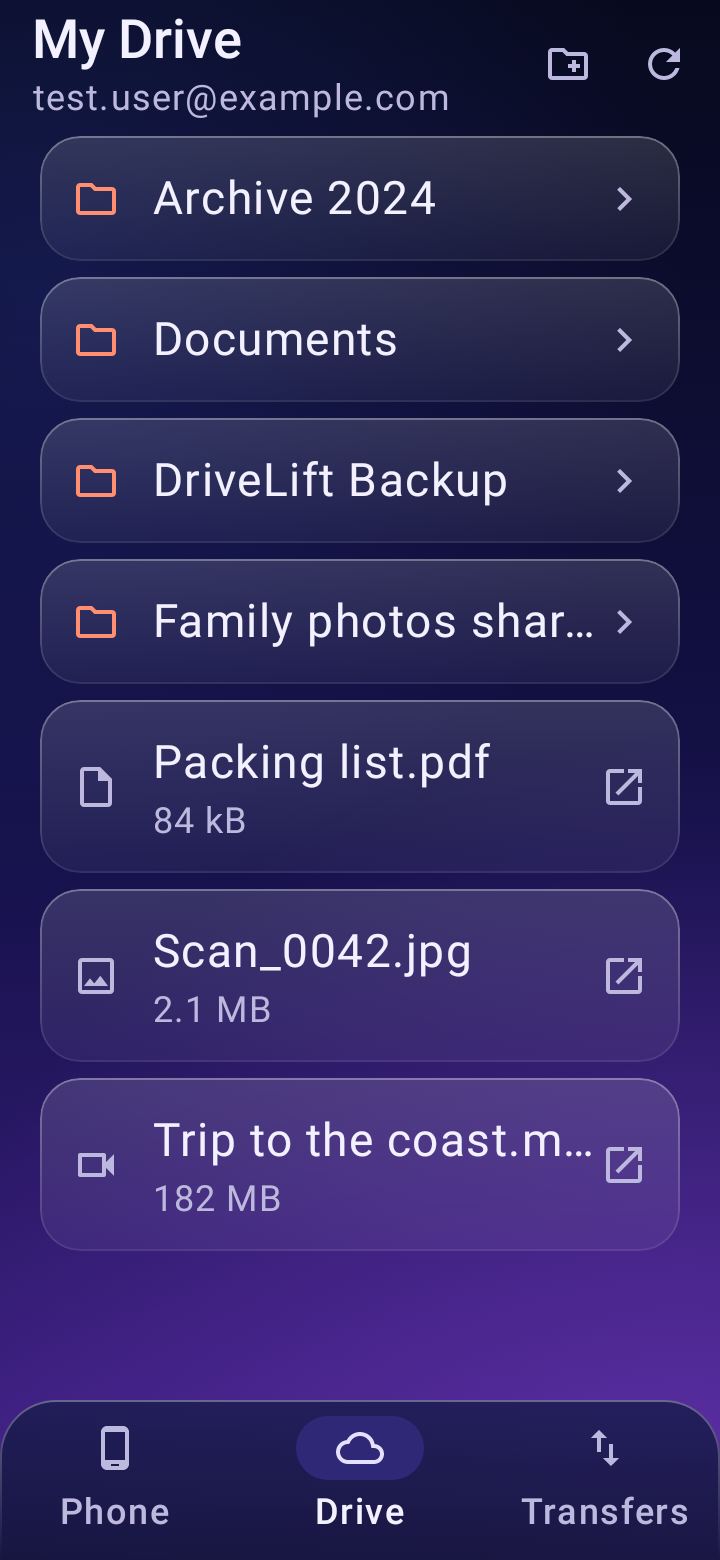 My Drive
test.user@example.com
Archive 2024
Documents
DriveLift Backup
Family photos shar…
Packing list.pdf
84 kB
Scan_0042.jpg
2.1 MB
Trip to the coast.m…
182 MB
Phone
Drive
Transfers